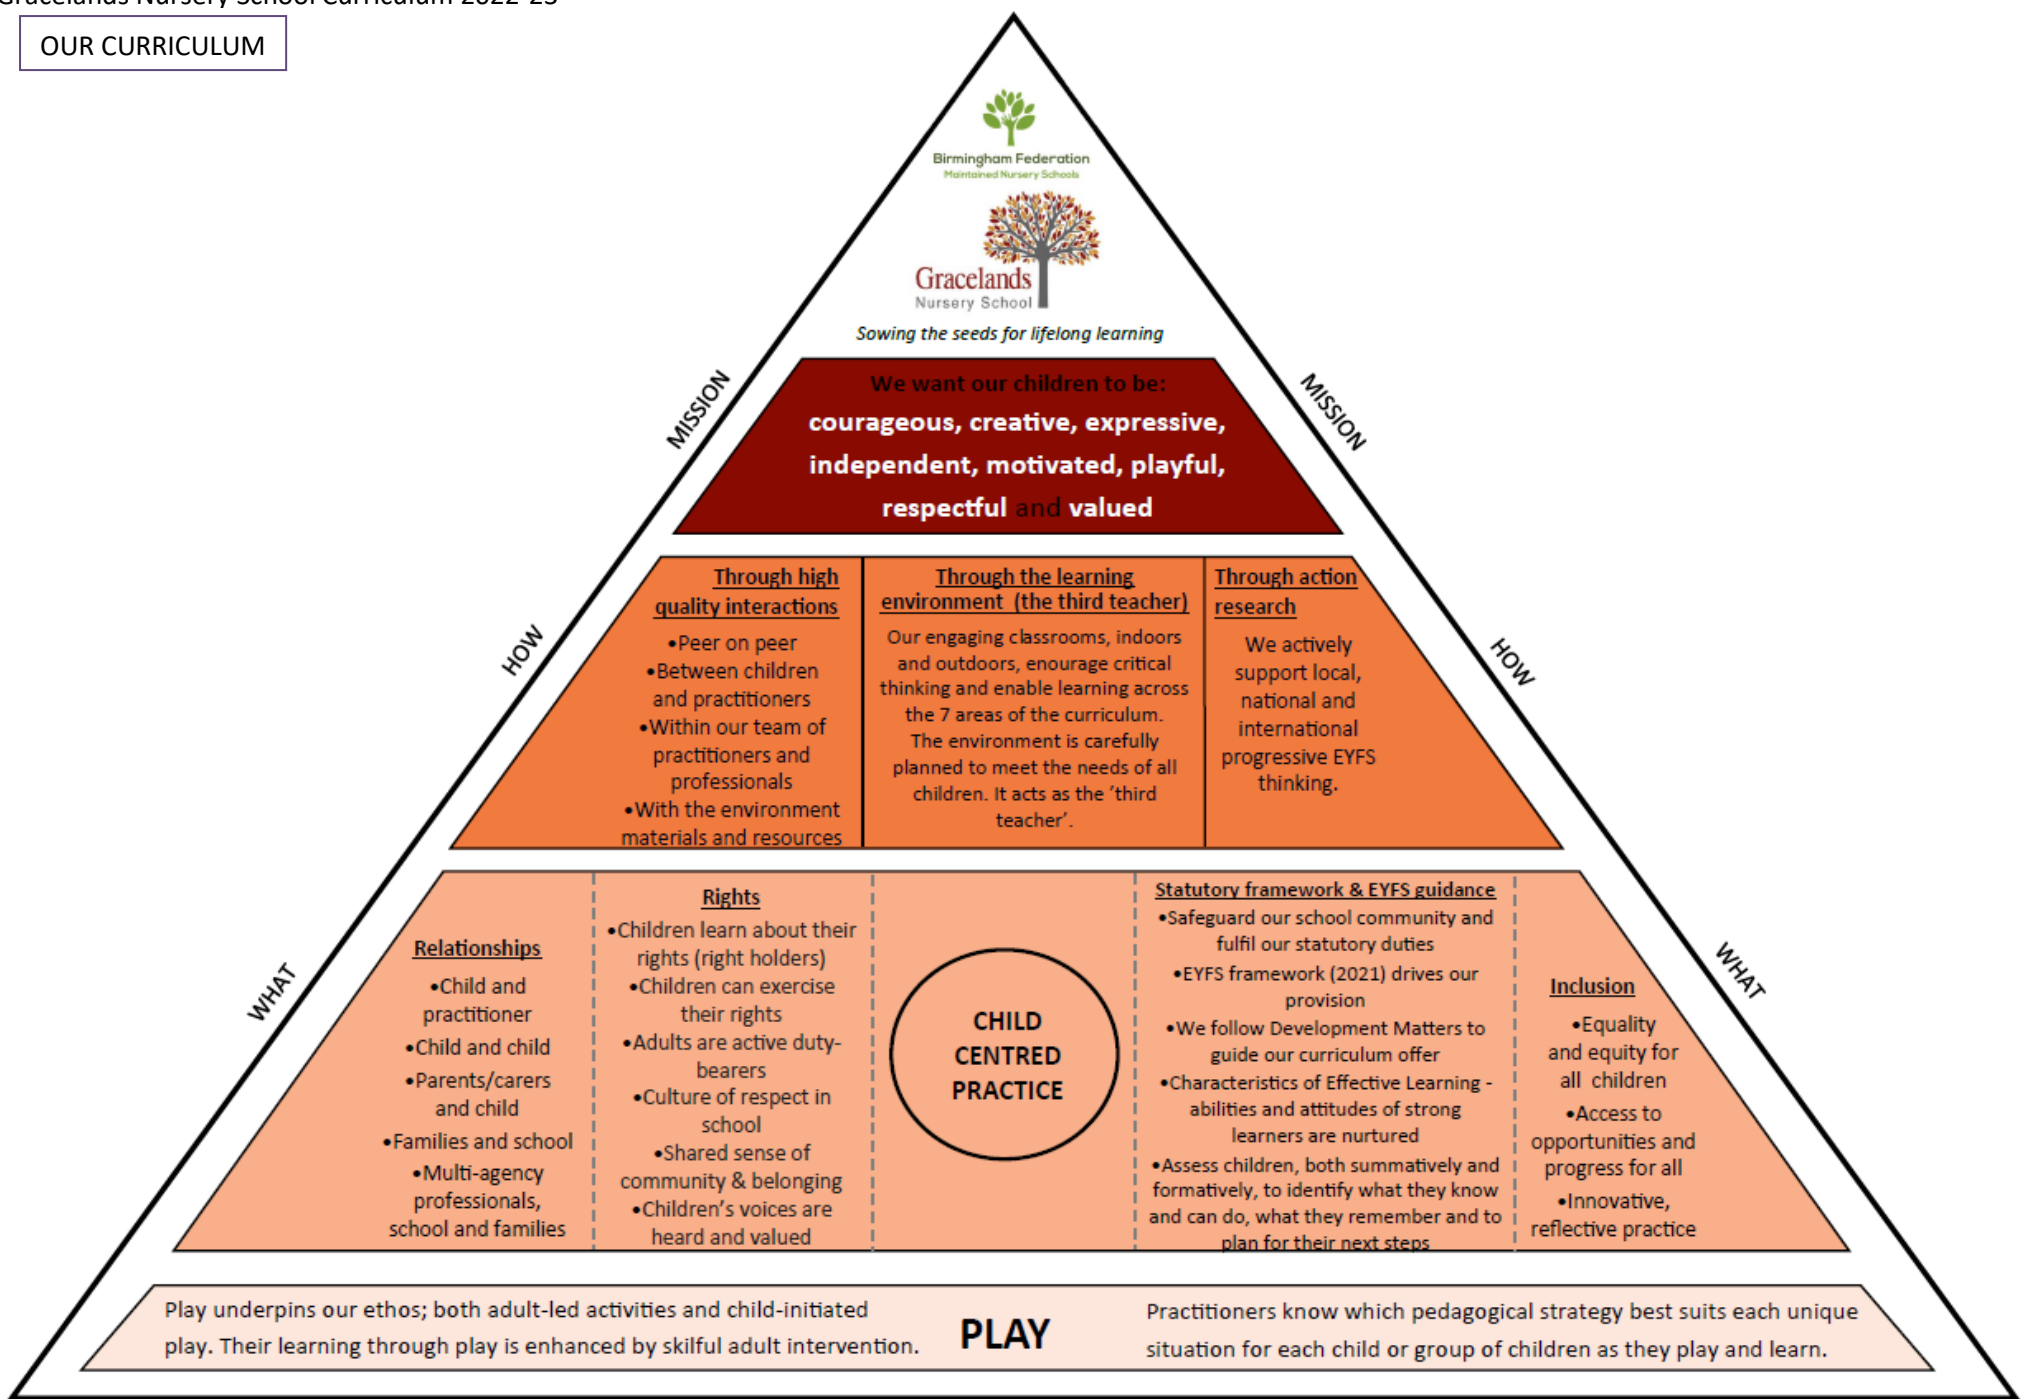 Gracelands Nursery School Curriculum 2022-23
OUR CURRICULUM
Birmingham Federation
Maintained Nursery Schools
Gracelands
Nursery School
Sowing the seeds for lifelong learning
MISSION
MISSION
We want our children to be:
courageous, creative, expressive,
independent, motivated, playful,
respectful and valued
HOW
HOW
Through high
quality interactions
•Peer on peer
•Between children
and practitioners
•Within our team of
practitioners and
professionals
•With the environment
materials and resources
Through the learning
environment (the third teacher)
Our engaging classrooms, indoors
and outdoors, enourage critical
thinking and enable learning across
the 7 areas of the curriculum.
The environment is carefully
planned to meet the needs of all
children. It acts as the ’third
teacher’.
Through action
research
We actively
support local,
national and
international
progressive EYFS
thinking.
WHAT
WHAT
Relationships
•Child and
practitioner
•Child and child
•Parents/carers
and child
•Families and school
•Multi-agency
professionals,
school and families
Rights
•Children learn about their
rights (right holders)
•Children can exercise
their rights
•Adults are active duty-
bearers
•Culture of respect in
school
•Shared sense of
community & belonging
•Children’s voices are
heard and valued
CHILD
CENTRED
PRACTICE
Statutory framework & EYFS guidance
•Safeguard our school community and
fulfil our statutory duties
•EYFS framework (2021) drives our
provision
•We follow Development Matters to
guide our curriculum offer
•Characteristics of Effective Learning -
abilities and attitudes of strong
learners are nurtured
•Assess children, both summatively and
formatively, to identify what they know
and can do, what they remember and to
plan for their next steps
Inclusion
•Equality
and equity for
all children
•Access to
opportunities and
progress for all
•Innovative,
reflective practice
Play underpins our ethos; both adult-led activities and child-initiated
play. Their learning through play is enhanced by skilful adult intervention.
PLAY
Practitioners know which pedagogical strategy best suits each unique
situation for each child or group of children as they play and learn.